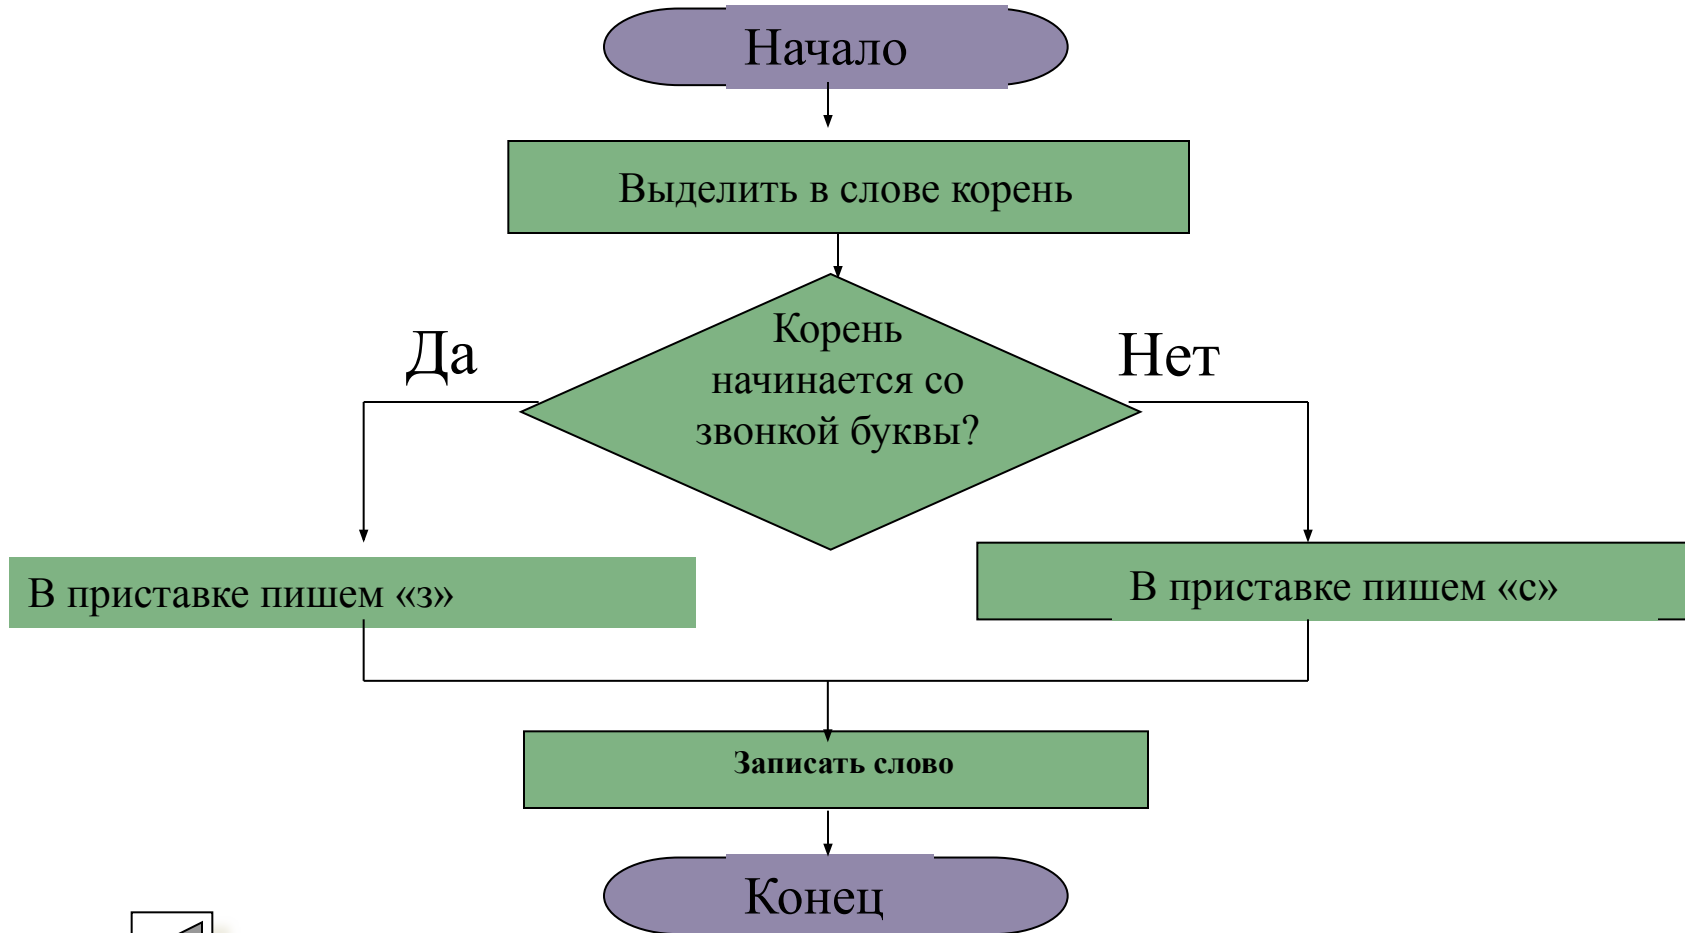 Начало
Выделить в слове корень
Корень
начинается со
звонкой буквы?
Да
Нет
В приставке пишем «з»
В приставке пишем «с»
Записать слово
Конец